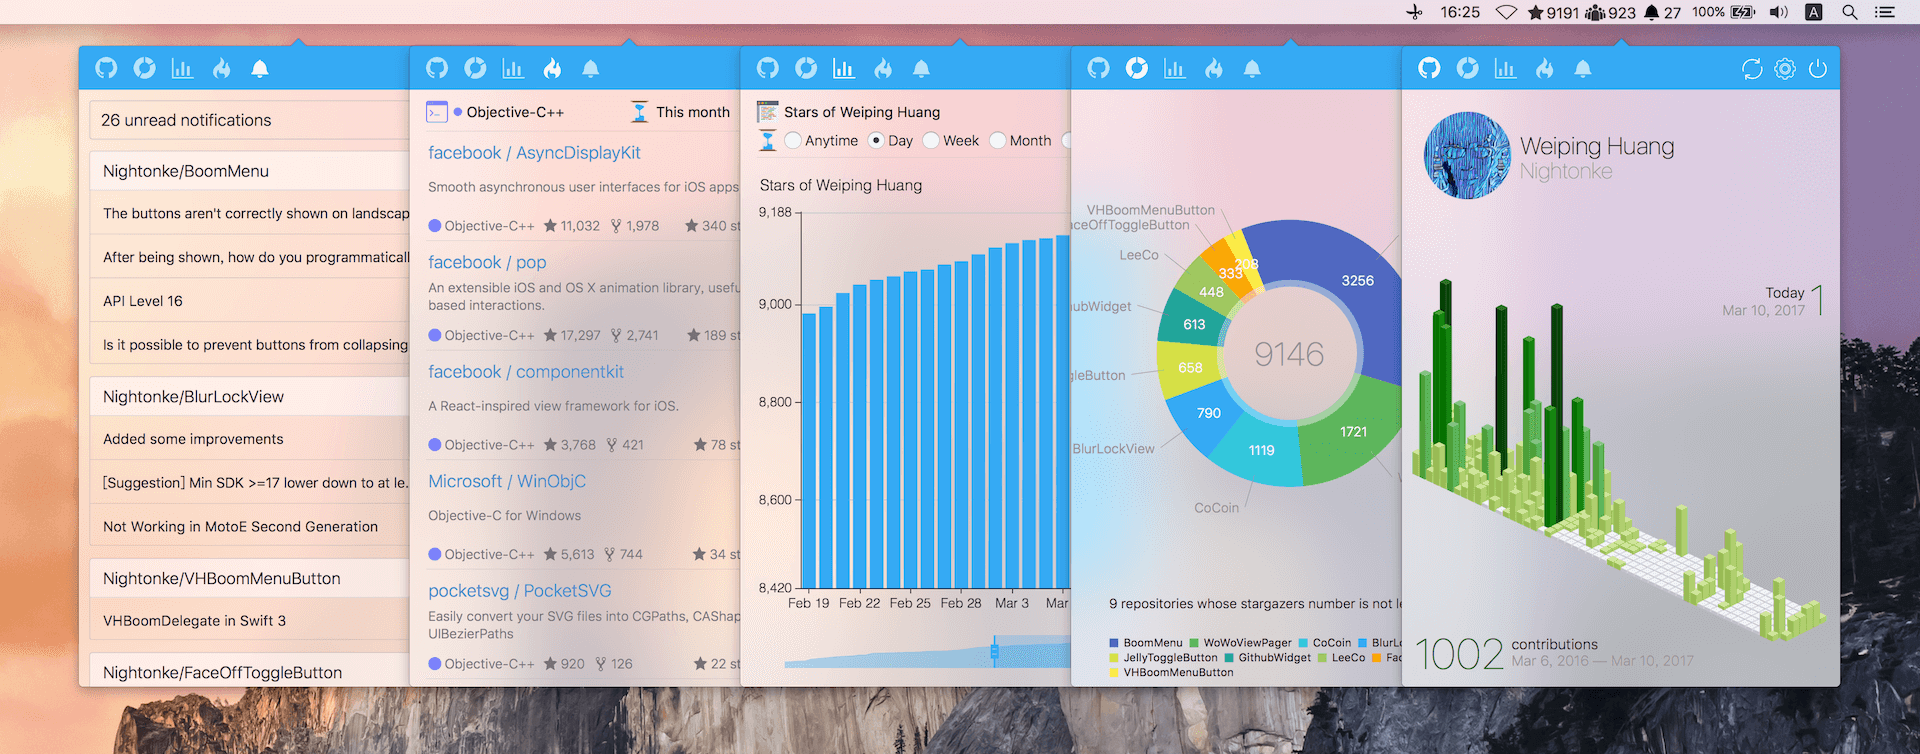 16:25 9191 923 27 100% A
26 unread notifications
Nightonke/BoomMenu
The buttons aren't correctly shown on landscap
After being shown, how do you programmaticall
API Level 16
Is it possible to prevent buttons from collapsing
Nightonke/BlurLockView
Added some improvements
[Suggestion] Min SDK >=17 lower down to at le.
Not Working in MotoE Second Generation
Nightonke/VHBoomMenuButton
VHBoomDelegate in Swift 3
Nightonke/FaceOffToggleButton
Objective-C++ This month
facebook / AsyncDisplayKit
Smooth asynchronous user interfaces for iOS apps
Objective-C++ 11,032 1,978 340 st
facebook / pop
An extensible iOS and OS X animation library, usefu
based interactions.
Objective-C++ 17,297 2,741 189 st
facebook / componentkit
A React-inspired view framework for iOS.
Objective-C++ 3,768 421 78 st
Microsoft / WinObjC
Objective-C for Windows
Objective-C++ 5,613 744 34 st
pocketsvg / PocketSVG
Easily convert your SVG files into CGPaths, CAShap
UIBezierPaths
Objective-C++ 920 126 22 st
Stars of Weiping Huang
Anytime Day Week Month
Stars of Weiping Huang
9,188
9,000
8,800
8,600
8,420
Feb 19 Feb 22 Feb 25 Feb 28 Mar 3 Mar
VHBoomMenuButton
aceOffToggleButton
LeeCo
ubWidget
gleButton
BlurLockView
CoCoin
208
333
448
613
658
790
1119
1721
3256
9146
9 repositories whose stargazers number is not le
BoomMenu WoWoViewPager CoCoin BlurLo
JellyToggleButton GithubWidget LeeCo Fac
VHBoomMenuButton
Weiping Huang
Nightonke
Today 1
Mar 10, 2017
1002 contributions
Mar 6, 2016 — Mar 10, 2017